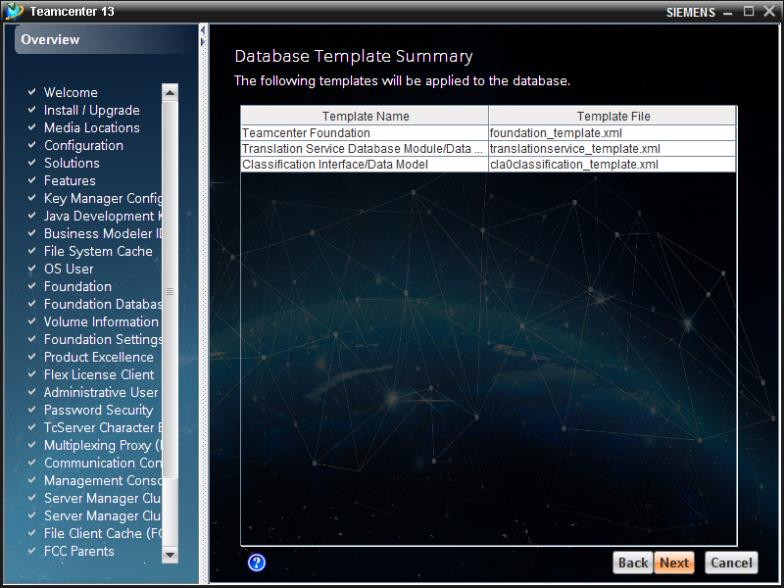 Teamcenter 13
SIEMENS
Overview
Welcome
Install / Upgrade
Media Locations
Configuration
Solutions
Features
Key Manager Config
Java Development
Business Modeler
File System Cache
OS User
Foundation
Foundation Databas
Volume Information
Foundation Settings
Product Excellence
Flex License Client
Administrative User
Password Security
TcServer Character
Multiplexing Proxy
Communication Con
Management Conso
Server Manager Clu
Server Manager Clu
File Client Cache (FC
FCC Parents
Database Template Summary
The following templates will be applied to the database.
Template Name Template File
Teamcenter Foundation foundation_template.xml
Translation Service Database Module/Data ... translationservice_template.xml
Classification Interface/Data Model cla0classification_template.xml
? Back Next Cancel